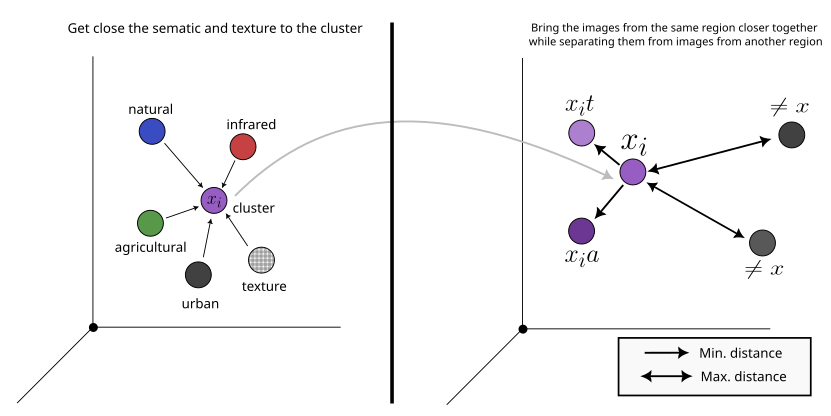 Get close the sematic and texture to the cluster
natural
infrared
x_i
cluster
agricultural
urban
texture
Bring the images from the same region closer together
while separating them from images from another region
x_i t
x_i
≠ x
x_i a
≠ x
Min. distance
Max. distance